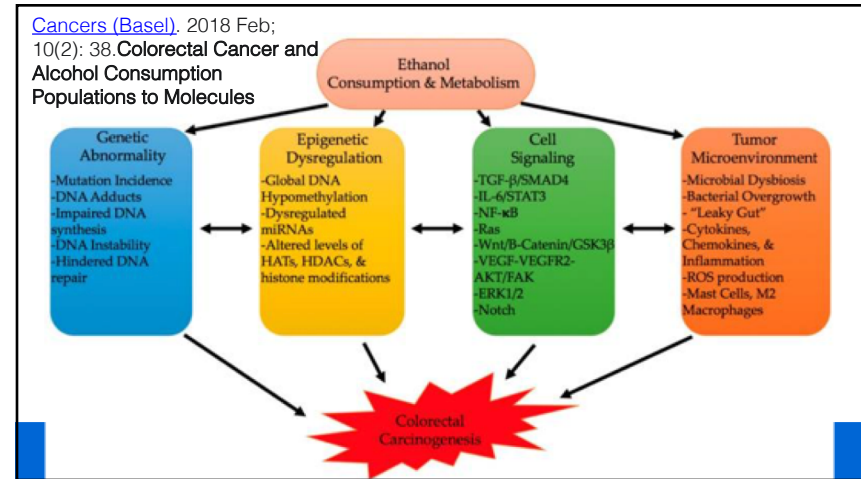 Cancers (Basel). 2018 Feb;
10(2): 38.Colorectal Cancer and
Alcohol Consumption
Populations to Molecules
Ethanol
Consumption & Metabolism
Genetic
Abnormality
-Mutation Incidence
-DNA Adducts
-Impaired DNA
synthesis
-DNA Instability
-Hindered DNA
repair
Epigenetic
Dysregulation
-Global DNA
Hypomethylation
-Dysregulated
miRNAs
-Altered levels of
HATs, HDACs, &
histone modifications
Cell
Signaling
-TGF-β/SMAD4
-IL-6/STAT3
-NF-κB
-Ras
-Wnt/B-Catenin/GSK3β
-VEGF-VEGFR2-
AKT/FAK
-ERK1/2
-Notch
Tumor
Microenvironment
-Microbial Dysbiosis
-Bacterial Overgrowth
- “Leaky Gut”
-Cytokines,
Chemokines, &
Inflammation
-ROS production
-Mast Cells, M2
Macrophages
Colorectal
Carcinogenesis